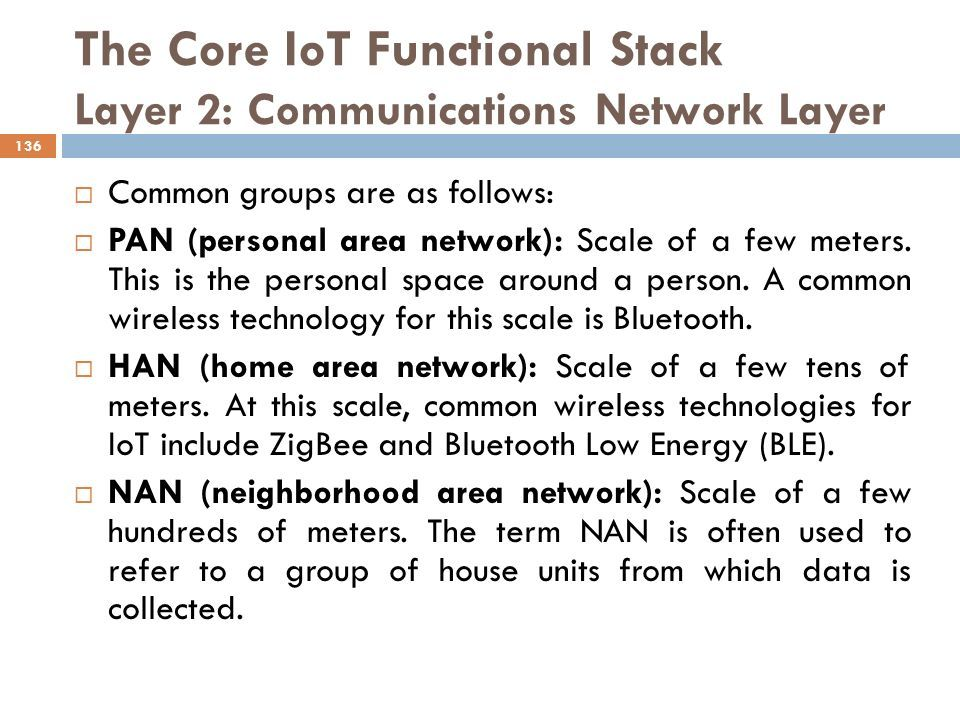 The Core IoT Functional Stack
Layer 2: Communications Network Layer
136
Common groups are as follows:
PAN (personal area network): Scale of a few meters.
This is the personal space around a person. A common
wireless technology for this scale is Bluetooth.
HAN (home area network): Scale of a few tens of
meters. At this scale, common wireless technologies for
IoT include ZigBee and Bluetooth Low Energy (BLE).
NAN (neighborhood area network): Scale of a few
hundreds of meters. The term NAN is often used to
refer to a group of house units from which data is
collected.